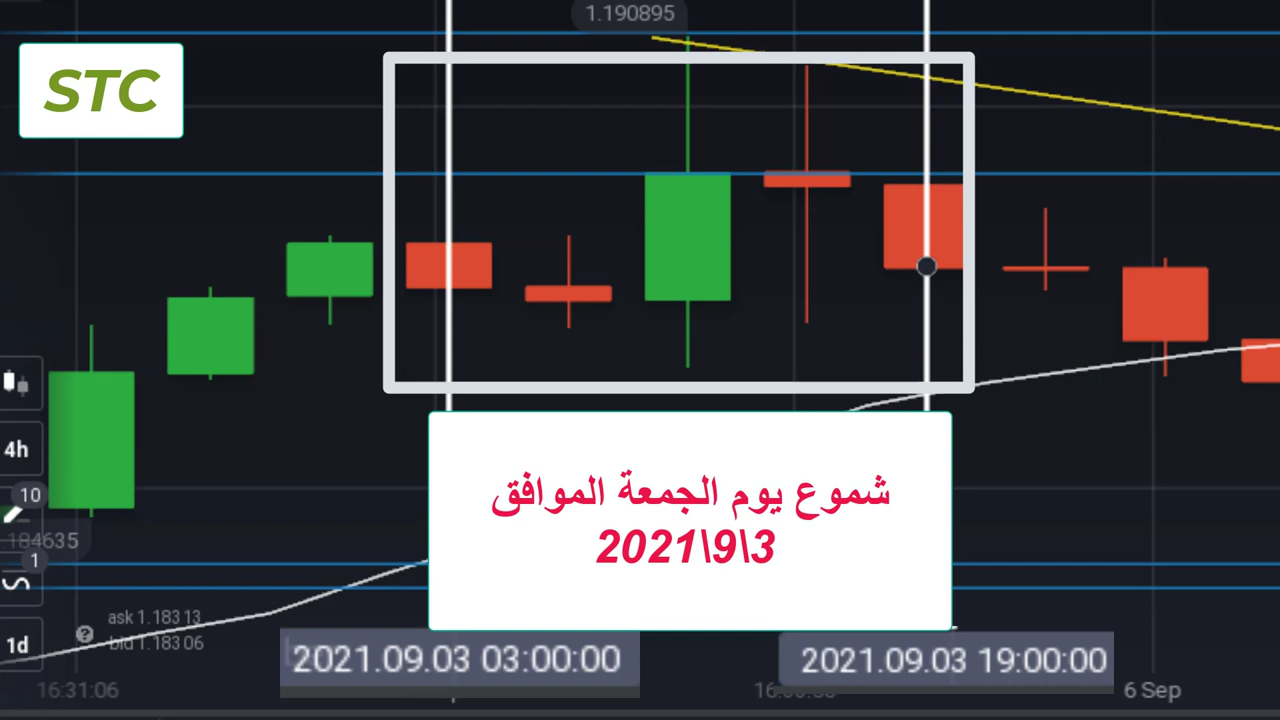 1.190895
STC
4h
10
.184635
1
ask 1.183 13
bid 1.183 06
1d
شموع يوم الجمعة الموافق
2021\9\3
2021.09.03 03:00:00
2021.09.03 19:00:00
16:31:06
6 Sep